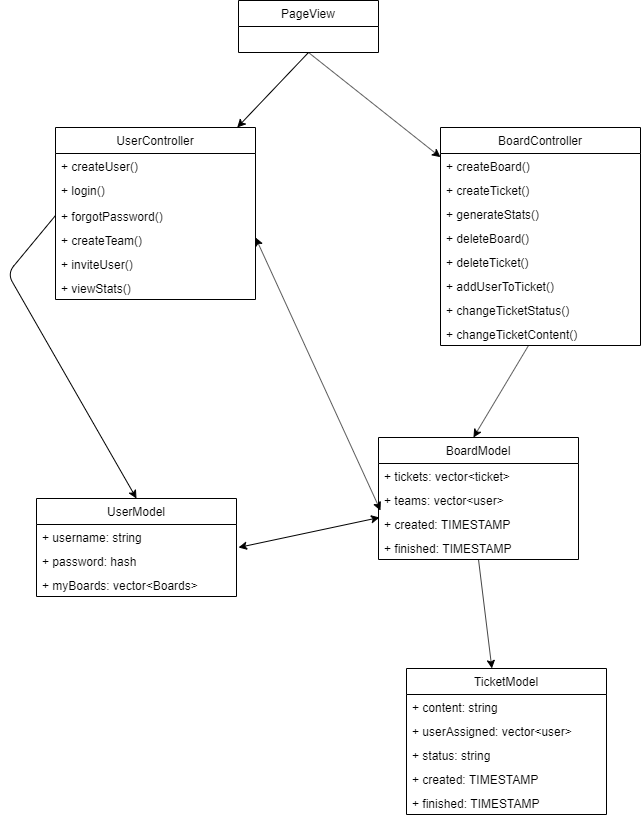 PageView
UserController
+ createUser()
+ login()
+ forgotPassword()
+ createTeam()
+ inviteUser()
+ viewStats()
BoardController
+ createBoard()
+ createTicket()
+ generateStats()
+ deleteBoard()
+ deleteTicket()
+ addUserToTicket()
+ changeTicketStatus()
+ changeTicketContent()
BoardModel
+ tickets: vector<ticket>
+ teams: vector<user>
+ created: TIMESTAMP
+ finished: TIMESTAMP
UserModel
+ username: string
+ password: hash
+ myBoards: vector<Boards>
TicketModel
+ content: string
+ userAssigned: vector<user>
+ status: string
+ created: TIMESTAMP
+ finished: TIMESTAMP